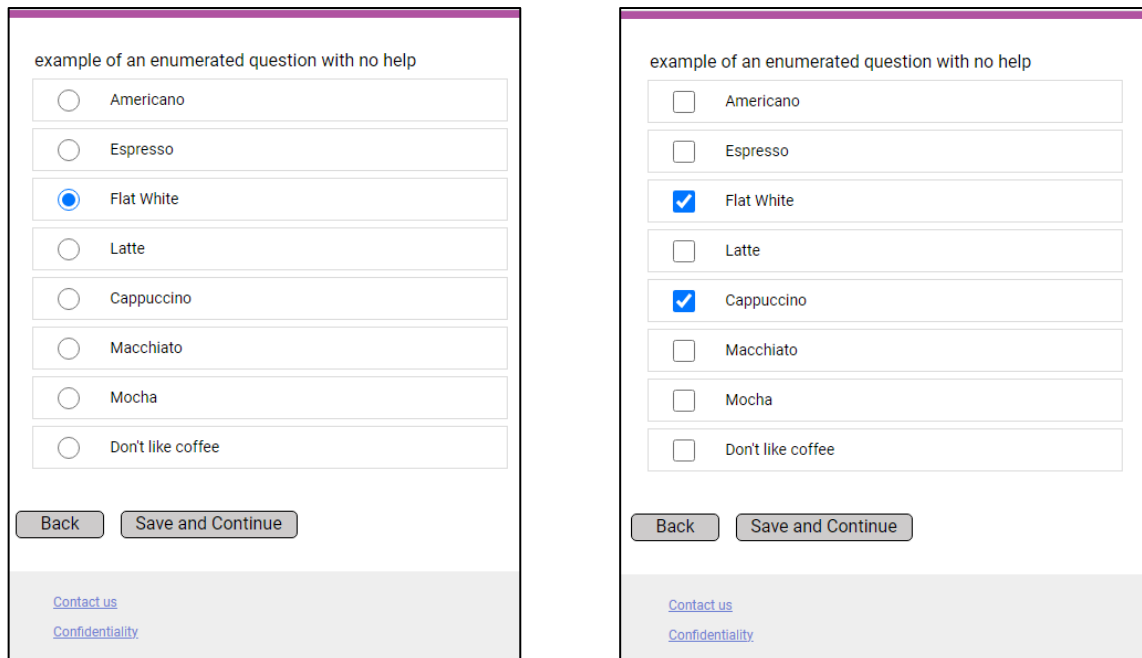 example of an enumerated question with no help
Americano
Espresso
Flat White
Latte
Cappuccino
Macchiato
Mocha
Don't like coffee
Back
Save and Continue
Contact us
Confidentiality
example of an enumerated question with no help
Americano
Espresso
Flat White
Latte
Cappuccino
Macchiato
Mocha
Don't like coffee
Back
Save and Continue
Contact us
Confidentiality